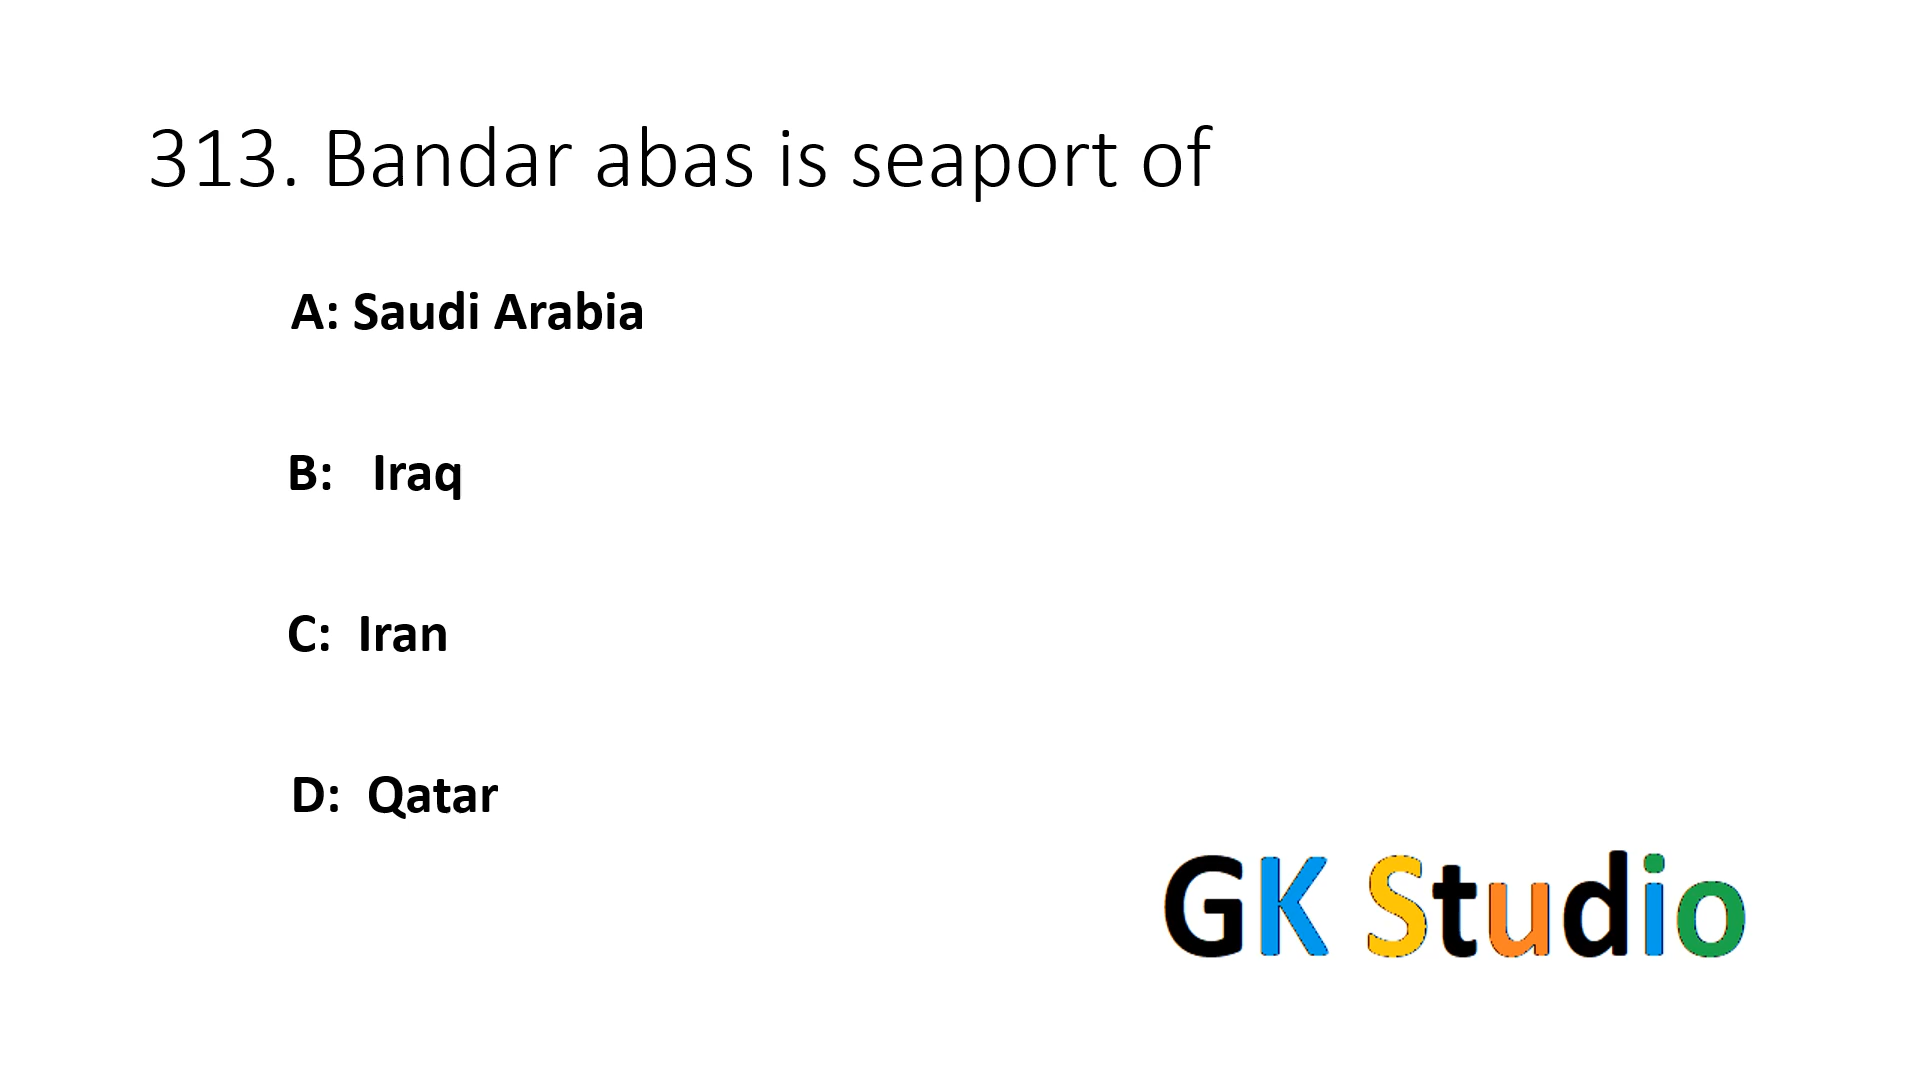 313. Bandar abas is seaport of
A: Saudi Arabia
B: Iraq
C: Iran
D: Qatar
GK Studio